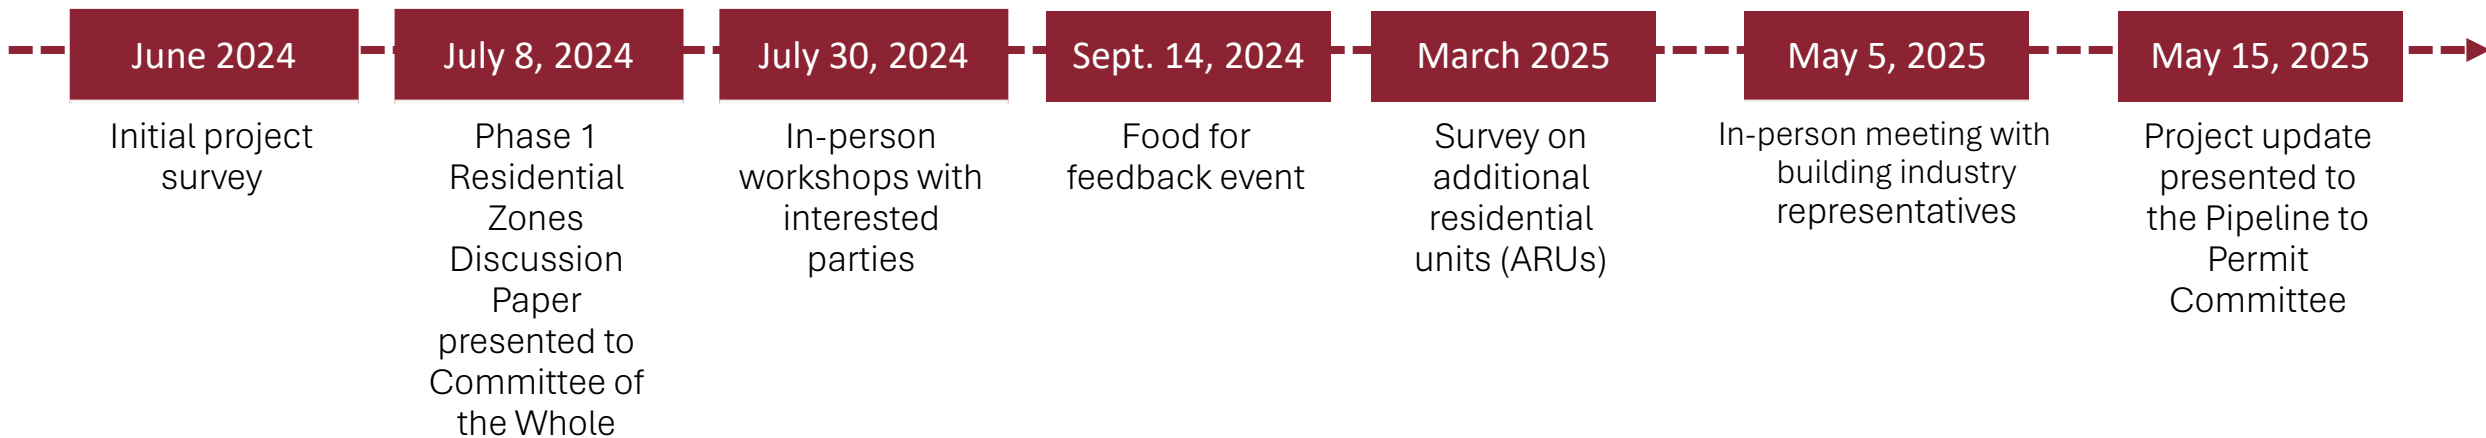 June 2024
Initial project
survey
July 8, 2024
Phase 1
Residential
Zones
Discussion
Paper
presented to
Committee of
the Whole
July 30, 2024
In-person
workshops with
interested
parties
Sept. 14, 2024
Food for
feedback event
March 2025
Survey on
additional
residential
units (ARUs)
May 5, 2025
In-person meeting with
building industry
representatives
May 15, 2025
Project update
presented to
the Pipeline to
Permit
Committee